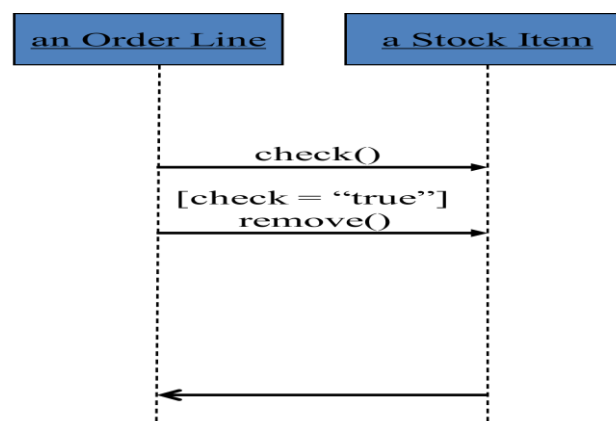 an Order Line
a Stock Item
check()
[check = “true”]
remove()